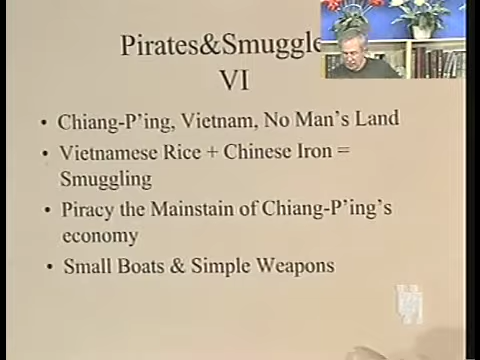 Pirates&Smuggle
VI
• Chiang-P'ing, Vietnam, No Man's Land
• Vietnamese Rice + Chinese Iron =
Smuggling
• Piracy the Mainstain of Chiang-P'ing's
economy
• Small Boats & Simple Weapons